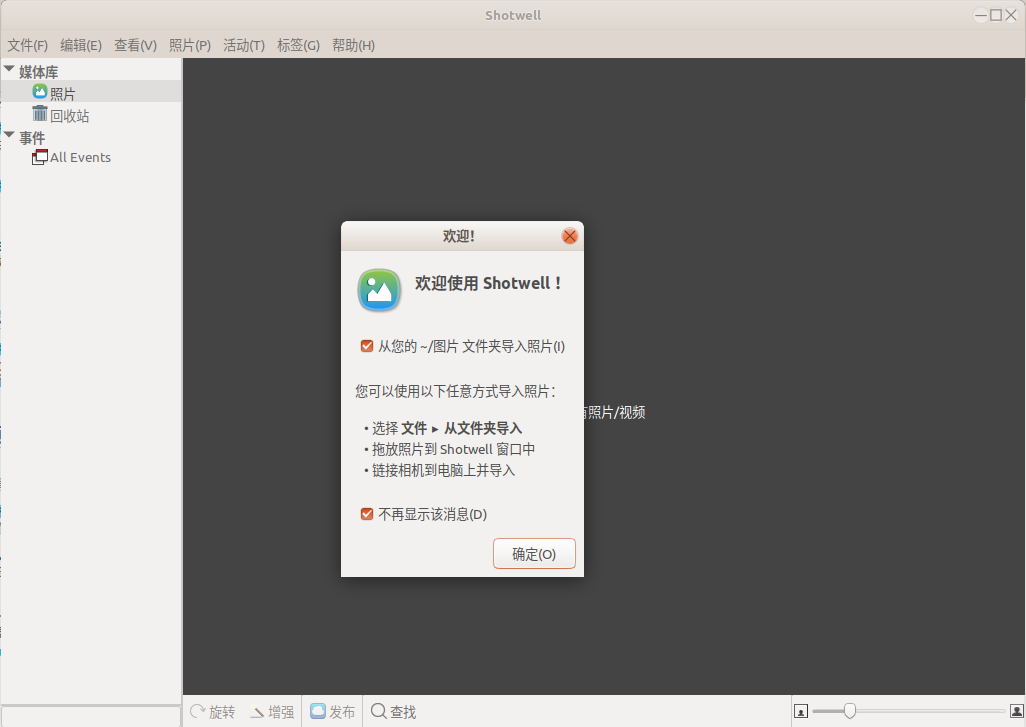 Shotwell
文件(F) 编辑(E) 查看(V) 照片(P) 活动(T) 标签(G) 帮助(H)
媒体库
照片
回收站
事件
All Events
欢迎!
欢迎使用 Shotwell！
从您的 ~/图片 文件夹导入照片(I)
您可以使用以下任意方式导入照片：
照片/视频
• 选择 文件 ▸ 从文件夹导入
• 拖放照片到 Shotwell 窗口中
• 链接相机到电脑上并导入
不再显示该消息(D)
确定(O)
旋转 增强 发布 查找